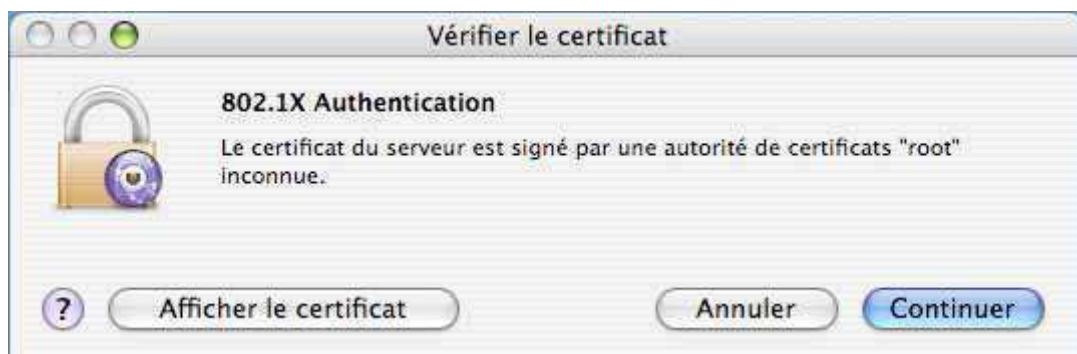 Vérifier le certificat
802.1X Authentication
Le certificat du serveur est signé par une autorité de certificats "root"
inconnue.
?
Afficher le certificat
Annuler
Continuer